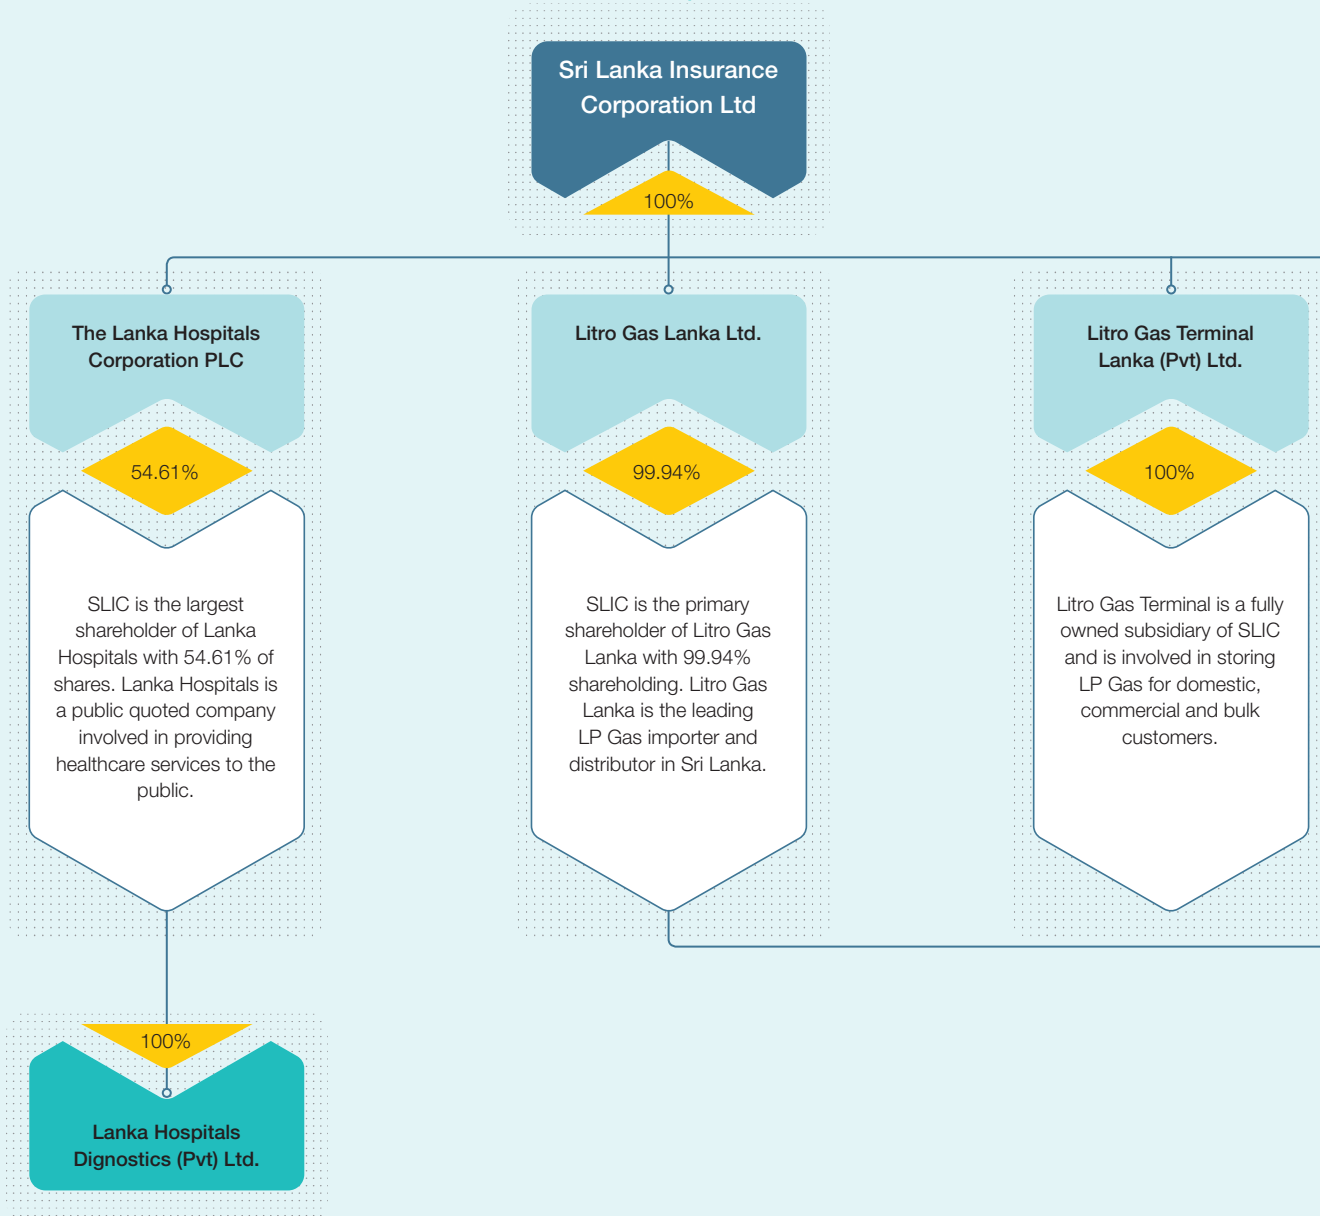 Sri Lanka Insurance
Corporation Ltd
100%
The Lanka Hospitals
Corporation PLC
54.61%
SLIC is the largest
shareholder of Lanka
Hospitals with 54.61% of
shares. Lanka Hospitals is
a public quoted company
involved in providing
healthcare services to the
public.
100%
Lanka Hospitals
Dignostics (Pvt) Ltd.
Litro Gas Lanka Ltd.
99.94%
SLIC is the primary
shareholder of Litro Gas
Lanka with 99.94%
shareholding. Litro Gas
Lanka is the leading
LP Gas importer and
distributor in Sri Lanka.
Litro Gas Terminal
Lanka (Pvt) Ltd.
100%
Litro Gas Terminal is a fully
owned subsidiary of SLIC
and is involved in storing
LP Gas for domestic,
commercial and bulk
customers.